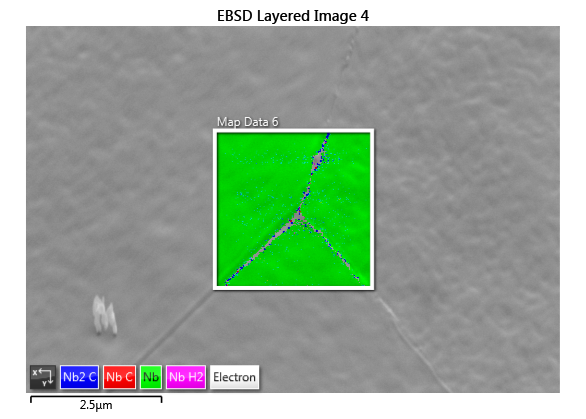 EBSD Layered Image 4
Map Data 6
X
Y
Nb2 C
Nb C
Nb
Nb H2
Electron
2.5µm